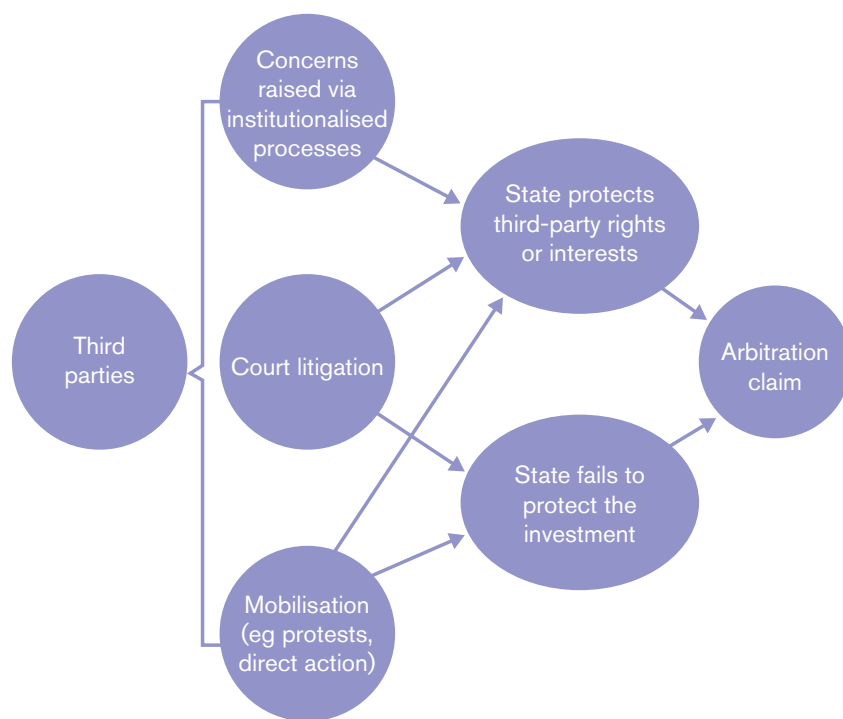 Concerns
raised via
institutionalised
processes
State protects
third-party rights
or interests
Third
parties
Court litigation
Arbitration
claim
State fails to
protect the
investment
Mobilisation
(eg protests,
direct action)